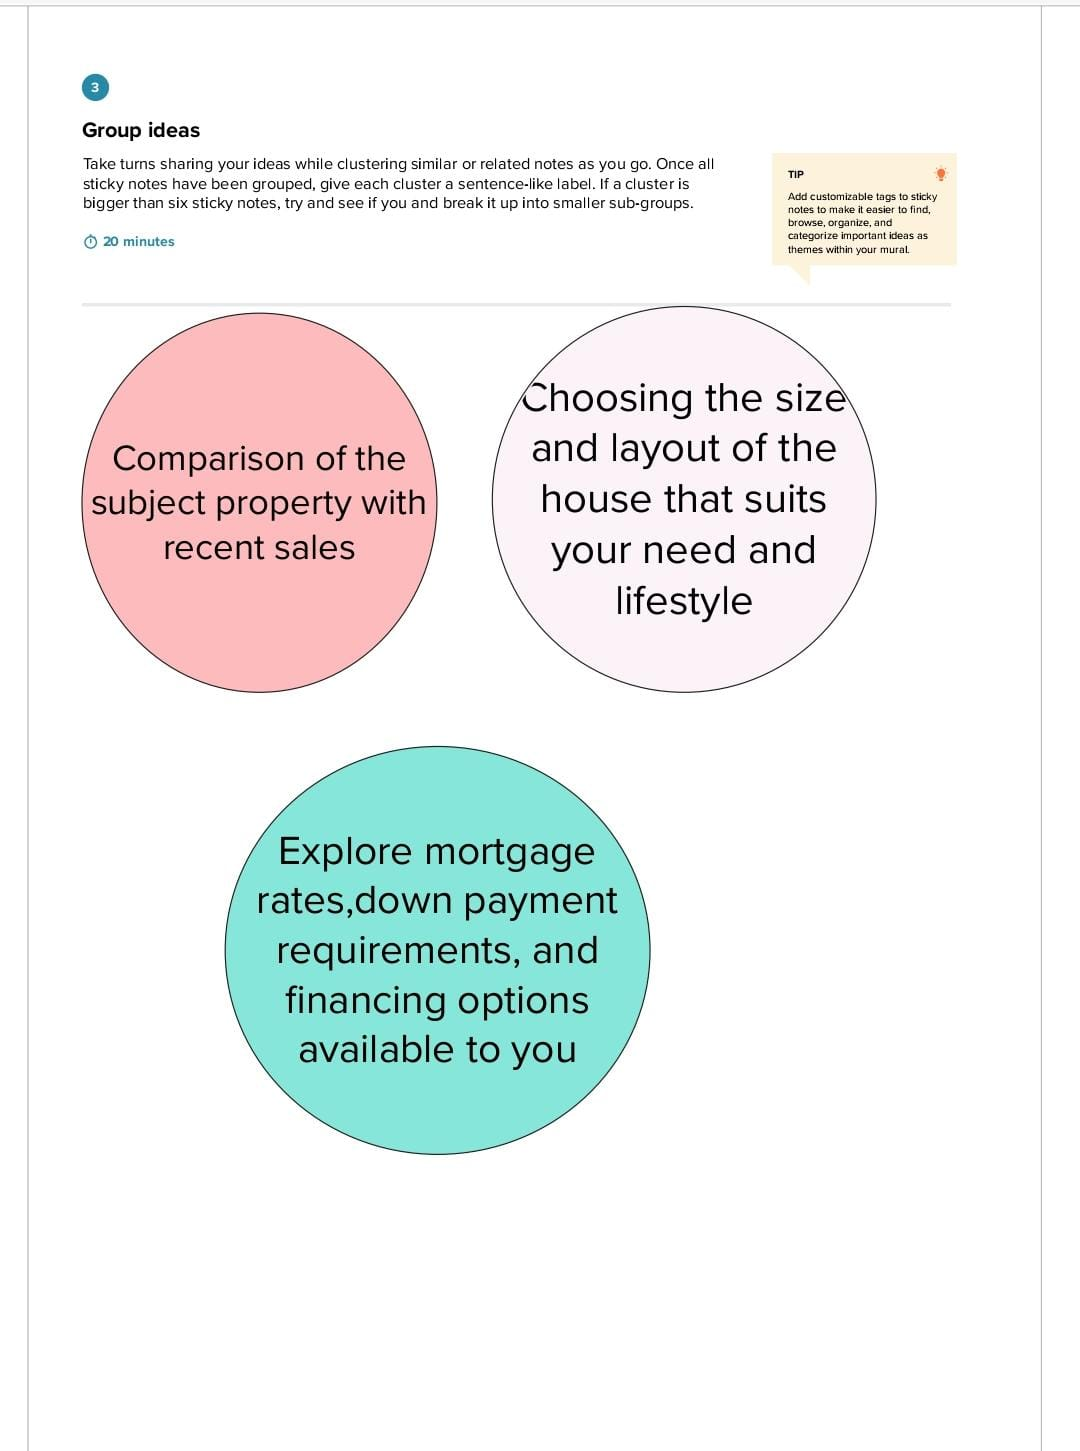 3
Group ideas
Take turns sharing your ideas while clustering similar or related notes as you go. Once all
sticky notes have been grouped, give each cluster a sentence-like label. If a cluster is
bigger than six sticky notes, try and see if you and break it up into smaller sub-groups.
20 minutes
TIP
Add customizable tags to sticky
notes to make it easier to find,
browse, organize, and
categorize important ideas as
themes within your mural.
Comparison of the
subject property with
recent sales
Choosing the size
and layout of the
house that suits
your need and
lifestyle
Explore mortgage
rates,down payment
requirements, and
financing options
available to you